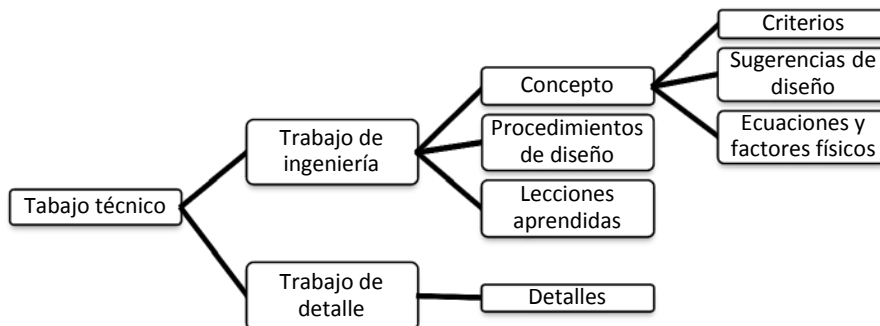 Tabajo técnico
Trabajo de
ingeniería
Concepto
Criterios
Sugerencias de
diseño
Ecuaciones y
factores físicos
Procedimientos
de diseño
Lecciones
aprendidas
Trabajo de
detalle
Detalles